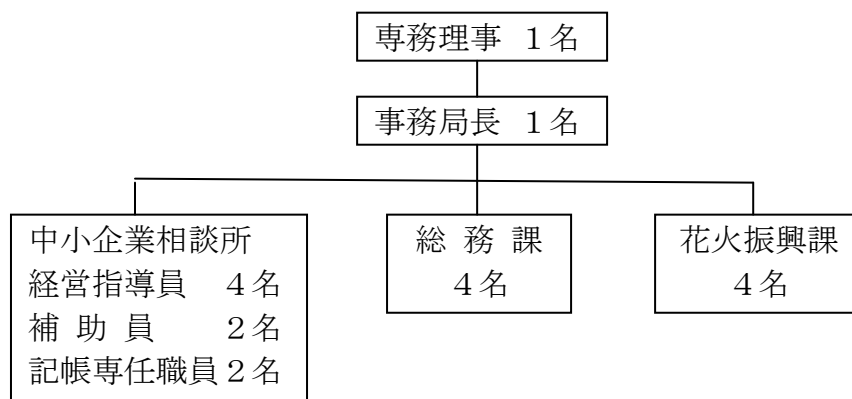 専務理事 １名
事務局長 １名
中小企業相談所
経営指導員 ４名
補 助 員 ２名
記帳専任職員２名
総 務 課
４名
花火振興課
４名